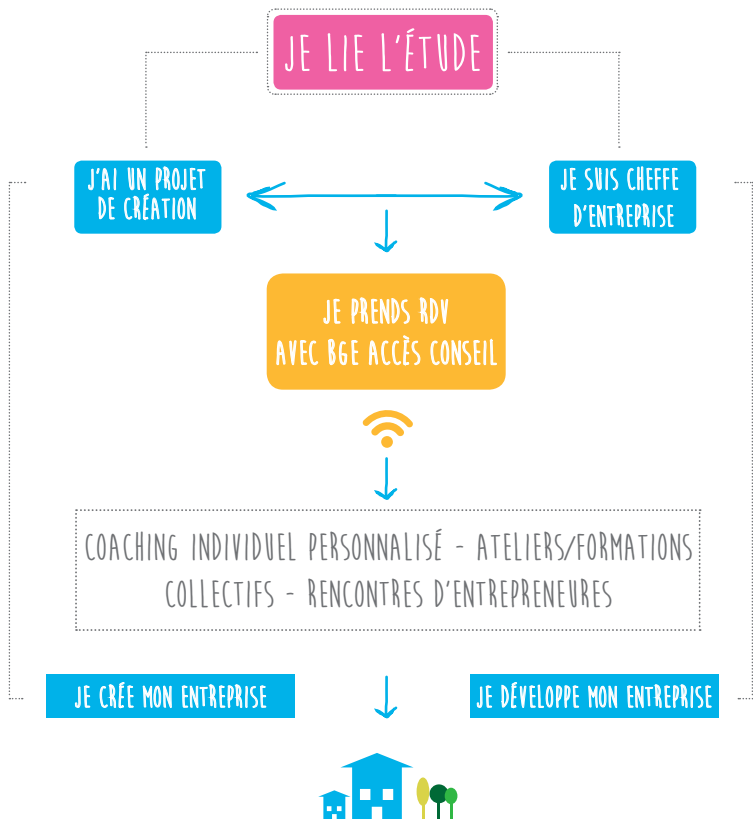 JE LIE L'ÉTUDE
J'AI UN PROJET
DE CRÉATION
JE SUIS CHEFFE
D'ENTREPRISE
JE PRENDS RDV
AVEC BGE ACCÈS CONSEIL
COACHING INDIVIDUEL PERSONNALISÉ - ATELIERS/FORMATIONS
COLLECTIFS - RENCONTRES D'ENTREPRENEURES
JE CRÉE MON ENTREPRISE
JE DÉVELOPPE MON ENTREPRISE